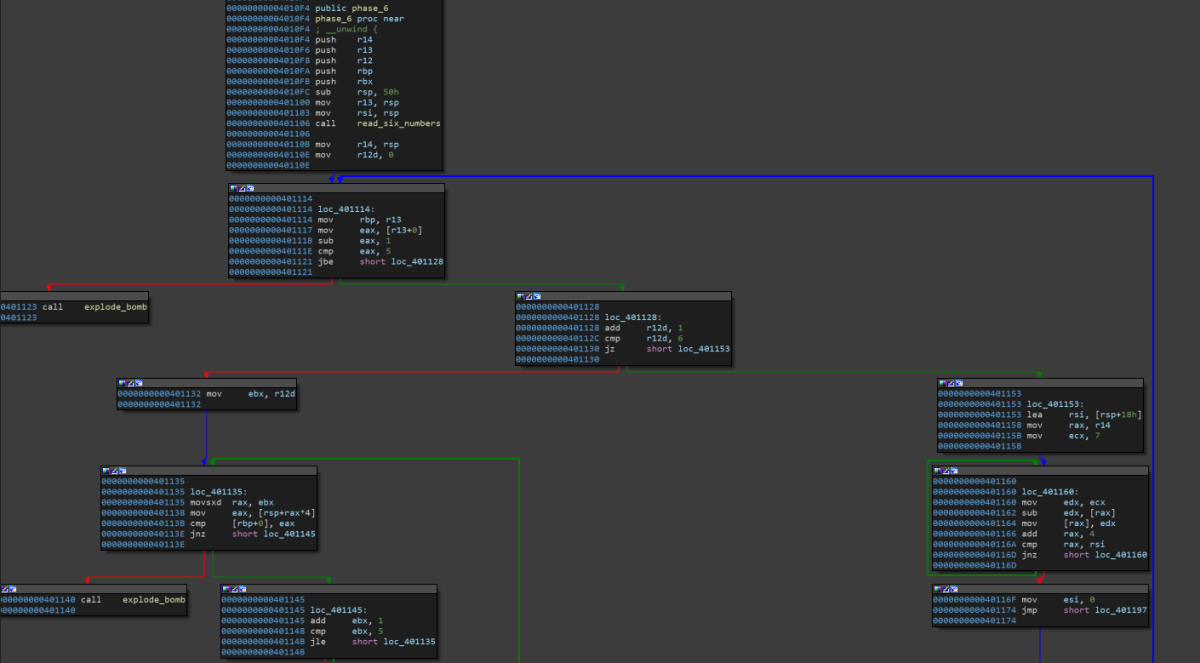 00000000004010F4 public phase_6
00000000004010F4 phase_6 proc near
00000000004010F4 ; __unwind {
00000000004010F4 push r14
00000000004010F6 push r13
00000000004010F8 push r12
00000000004010FA push rbp
00000000004010FB push rbx
00000000004010FC sub rsp, 50h
0000000000401100 mov r13, rsp
0000000000401103 mov rsi, rsp
0000000000401106 call read_six_numbers
0000000000401106
000000000040110B mov r14, rsp
000000000040110E mov r12d, 0
000000000040110E
0000000000401114
0000000000401114 loc_401114:
0000000000401114 mov rbp, r13
0000000000401117 mov eax, [r13+0]
000000000040111B sub eax, 1
000000000040111E cmp eax, 5
0000000000401121 jbe short loc_401128
0000000000401121
0401123 call explode_bomb
0401123
0000000000401128
0000000000401128 loc_401128:
0000000000401128 add r12d, 1
000000000040112C cmp r12d, 6
0000000000401130 jz short loc_401153
0000000000401130
0000000000401132 mov ebx, r12d
0000000000401132
0000000000401153
0000000000401153 loc_401153:
0000000000401153 lea rsi, [rsp+18h]
0000000000401158 mov rax, r14
000000000040115B mov ecx, 7
000000000040115B
0000000000401135
0000000000401135 loc_401135:
0000000000401135 movsxd rax, ebx
0000000000401138 mov eax, [rsp+rax*4]
000000000040113B cmp [rbp+0], eax
000000000040113E jnz short loc_401145
000000000040113E
0000000000401160
0000000000401160 loc_401160:
0000000000401160 mov edx, ecx
0000000000401162 sub edx, [rax]
0000000000401164 mov [rax], edx
0000000000401166 add rax, 4
000000000040116A cmp rax, rsi
000000000040116D jnz short loc_401160
000000000040116D
00000000401140 call explode_bomb
00000000401140
0000000000401145
0000000000401145 loc_401145:
0000000000401145 add ebx, 1
0000000000401148 cmp ebx, 5
000000000040114B jle short loc_401135
000000000040114B
000000000040116F mov esi, 0
0000000000401174 jmp short loc_401197
0000000000401174